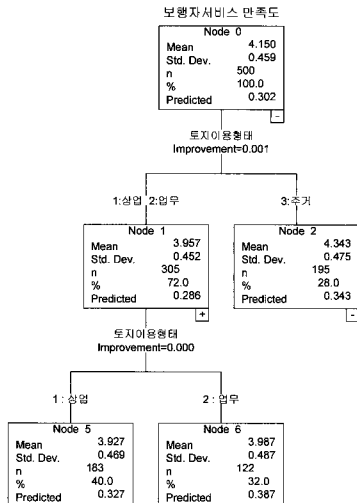 보행자서비스 만족도
Node 0
Mean 4.150
Std. Dev. 0.459
n 500
% 100.0
Predicted 0.302
-
토지이용형태
Improvement=0.001
1:상업 2:업무
3:주거
Node 1
Mean 3.957
Std. Dev. 0.452
n 305
% 72.0
Predicted 0.286
+
Node 2
Mean 4.343
Std. Dev. 0.475
n 195
% 28.0
Predicted 0.343
-
토지이용형태
Improvement=0.000
1 : 상업
2 : 업무
Node 5
Mean 3.927
Std. Dev. 0.469
n 183
% 40.0
Predicted 0.327
Node 6
Mean 3.987
Std. Dev. 0.487
n 122
% 32.0
Predicted 0.387